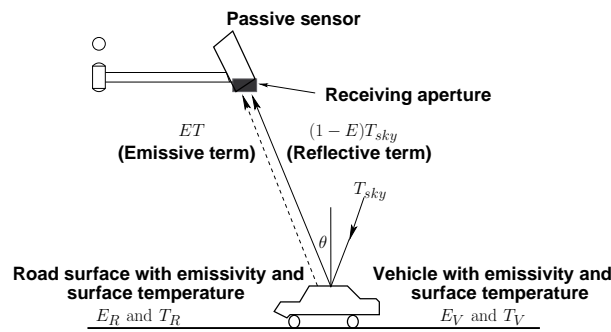 Passive sensor
Receiving aperture
ET
(Emissive term)
(1 − E)T_sky
(Reflective term)
T_sky
θ
Road surface with emissivity and
surface temperature
E_R and T_R
Vehicle with emissivity and
surface temperature
E_V and T_V